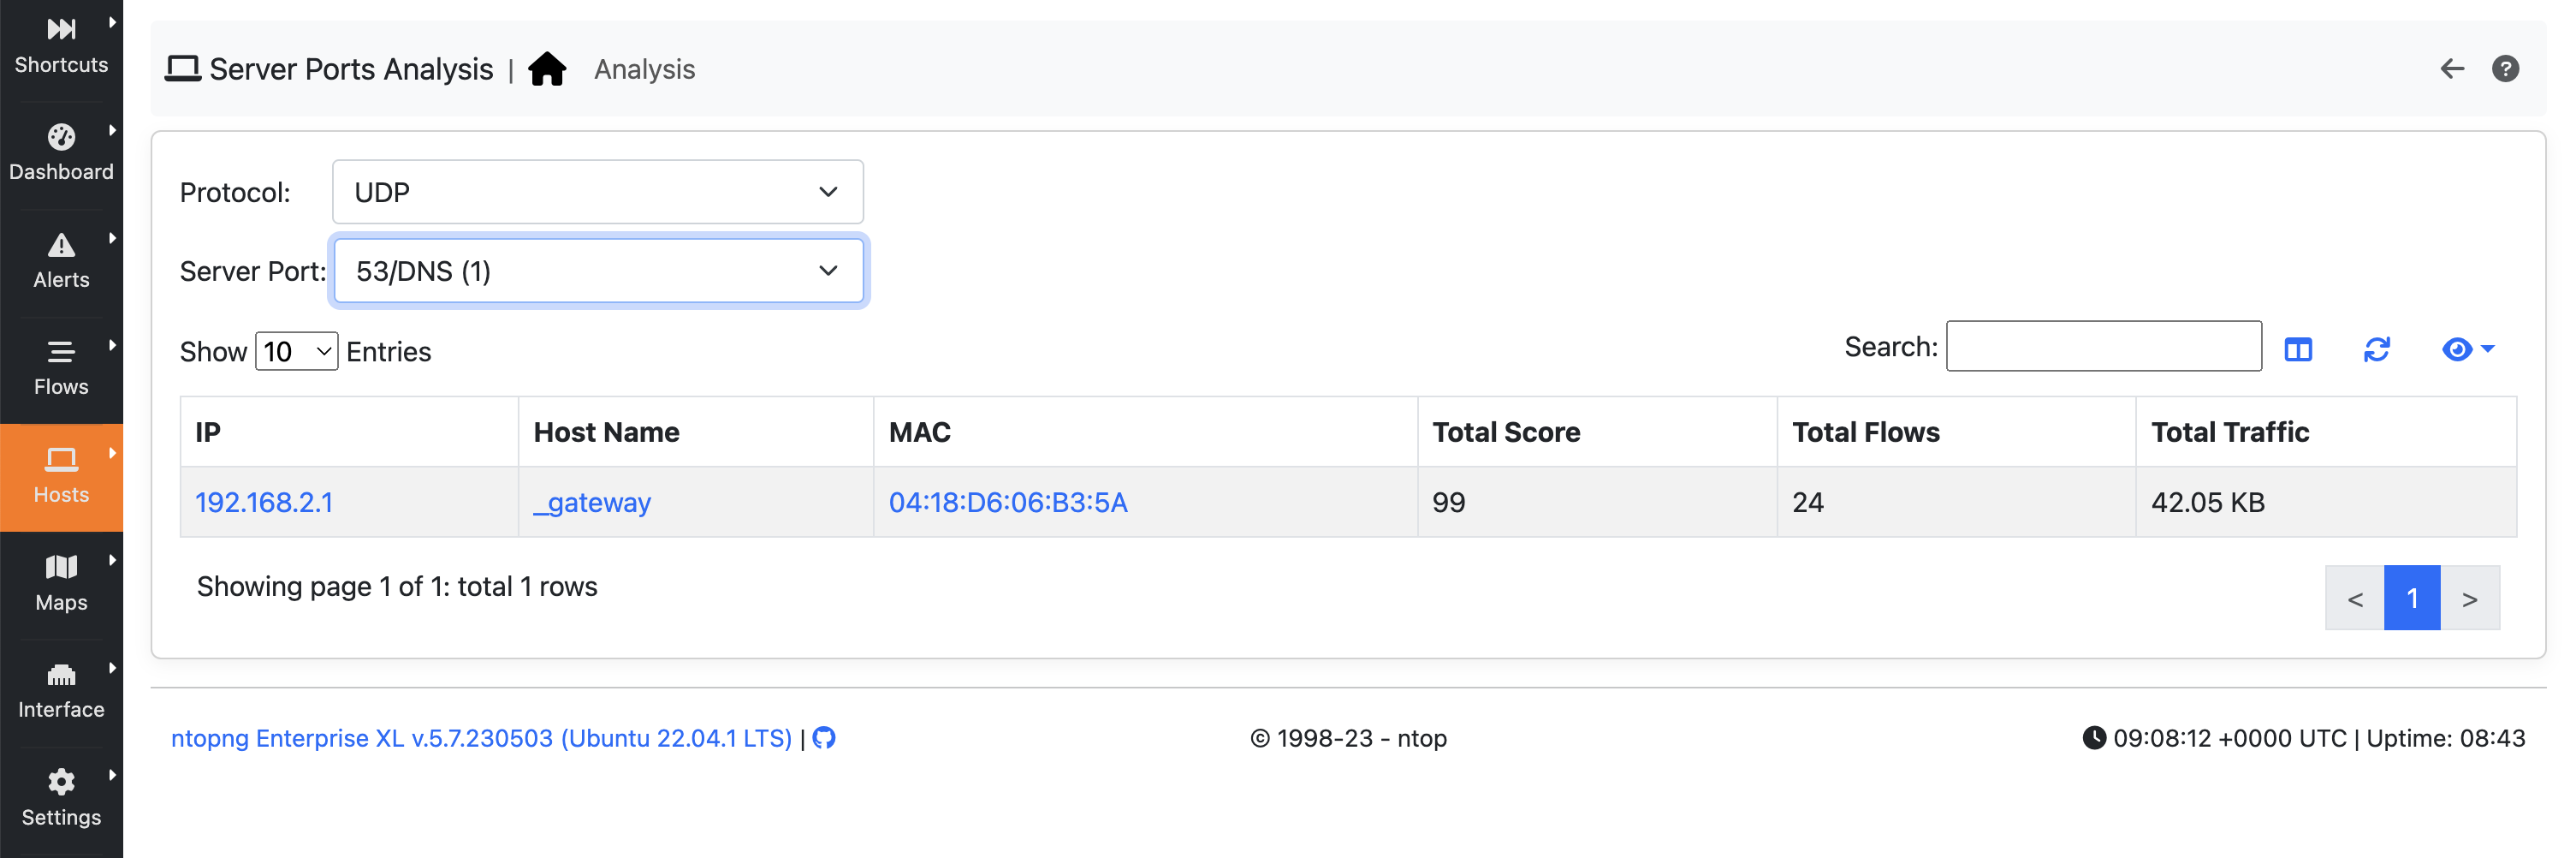 Shortcuts
Dashboard
Alerts
Flows
Hosts
Maps
Interface
Settings
Server Ports Analysis | Analysis
Protocol: UDP
Server Port: 53/DNS (1)
Show 10 Entries Search:
IP Host Name MAC Total Score Total Flows Total Traffic
192.168.2.1 _gateway 04:18:D6:06:B3:5A 99 24 42.05 KB
Showing page 1 of 1: total 1 rows
< 1 >
ntopng Enterprise XL v.5.7.230503 (Ubuntu 22.04.1 LTS) | © 1998-23 - ntop 09:08:12 +0000 UTC | Uptime: 08:43